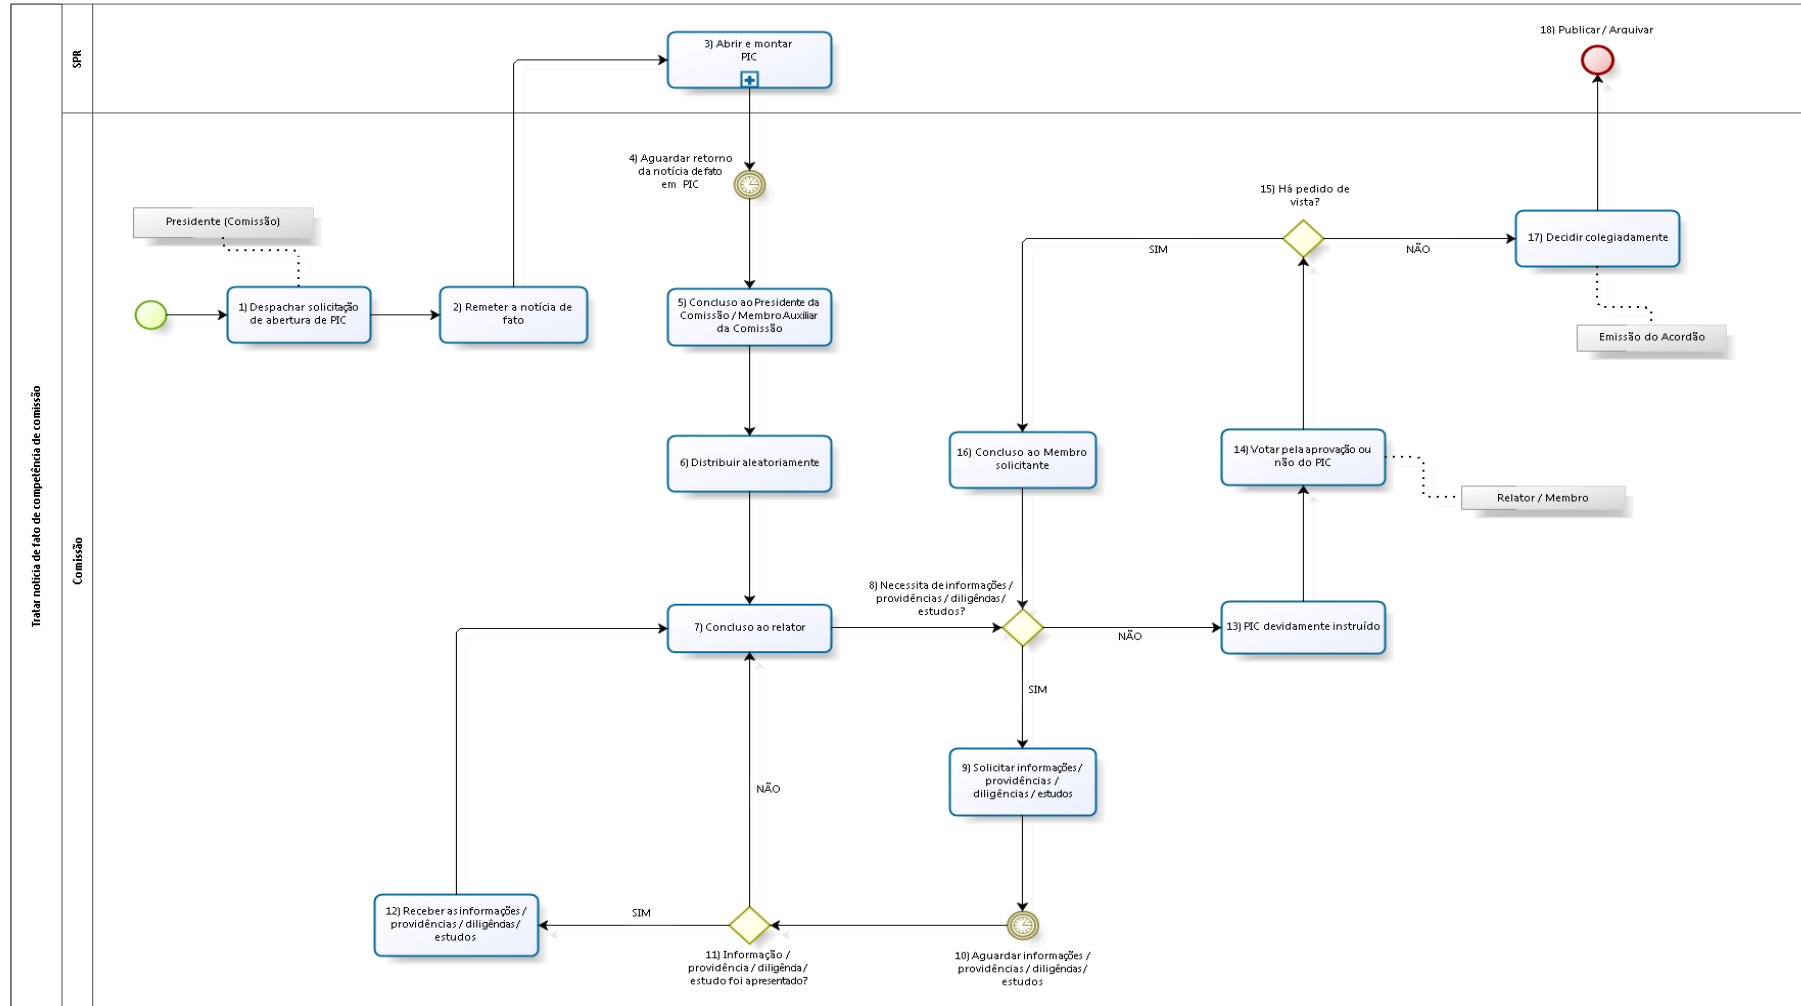 Tratar notícia de fato de competência de comissão
SPR
Comissão
3) Abrir e montar
PIC
18) Publicar / Arquivar
4) Aguardar retorno
da notícia de fato
em PIC
15) Há pedido de
vista?
Presidente (Comissão)
SIM
NÃO
17) Decidir colegiadamente
1) Despachar solicitação
de abertura de PIC
2) Remeter a notícia de
fato
5) Concluso ao Presidente da
Comissão / Membro Auxiliar
da Comissão
Emissão do Acordão
6) Distribuir aleatoriamente
16) Concluso ao Membro
solicitante
14) Votar pela aprovação ou
não do PIC
Relator / Membro
8) Necessita de informações /
providências / diligências/
estudos?
7) Concluso ao relator
NÃO
13) PIC devidamente instruído
SIM
9) Solicitar informações/
providências /
diligências / estudos
NÃO
12) Receber as informações /
providências / diligências/
estudos
SIM
11) Informação /
providência / diligência/
estudo foi apresentado?
10) Aguardar informações /
providências / diligências/
estudos